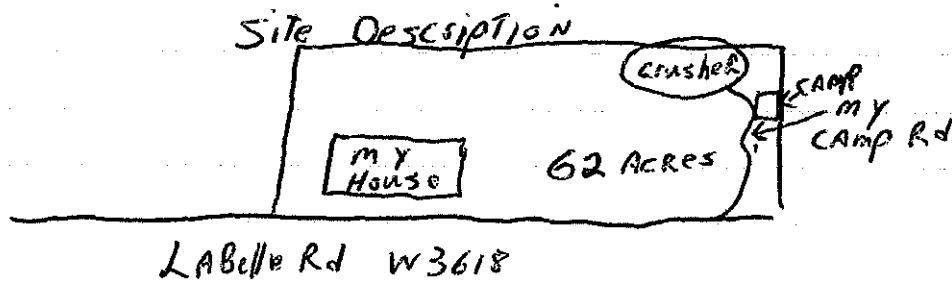 Site Description
crusher
CAMP
MY
CAMP Rd
MY
House
62 Acres
LABelle Rd W3618